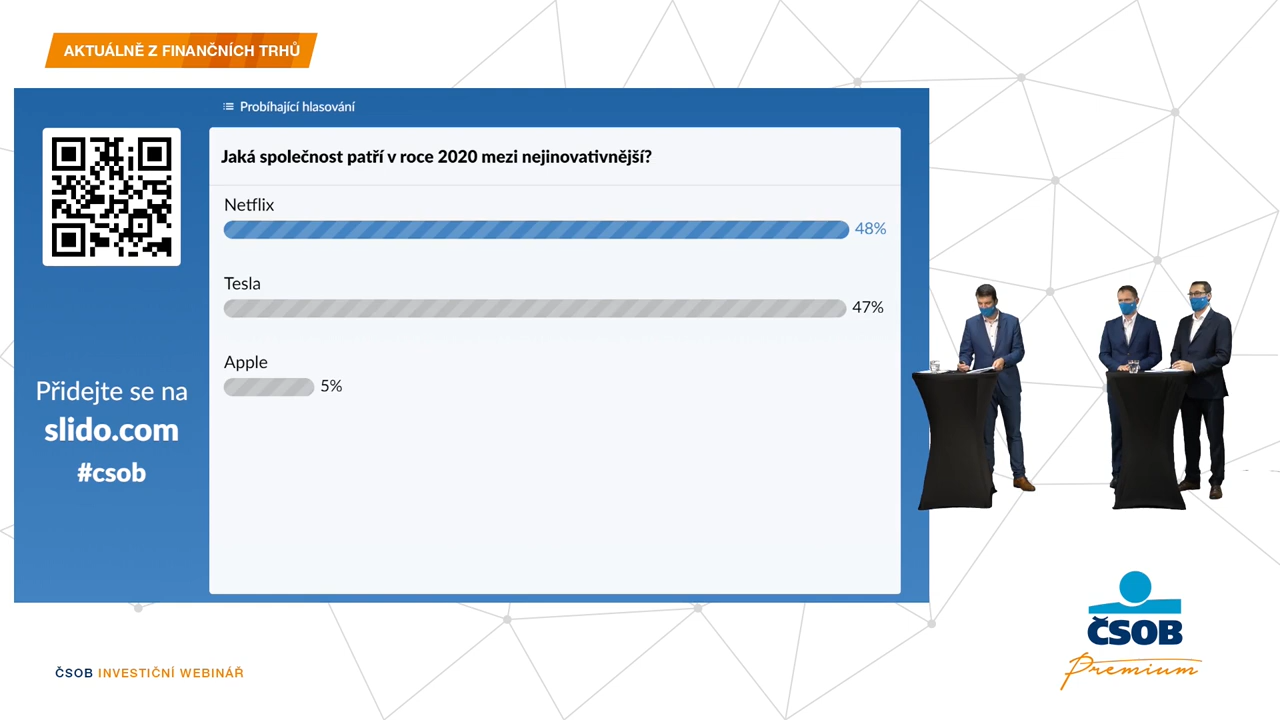 AKTUÁLNĚ Z FINANČNÍCH TRHŮ
Probíhající hlasování
Jaká společnost patří v roce 2020 mezi nejinovativnější?
Netflix
48%
Tesla
47%
Apple
5%
Přidejte se na
slido.com
#csob
ČSOB
Premium
ČSOB INVESTIČNÍ WEBINÁŘ